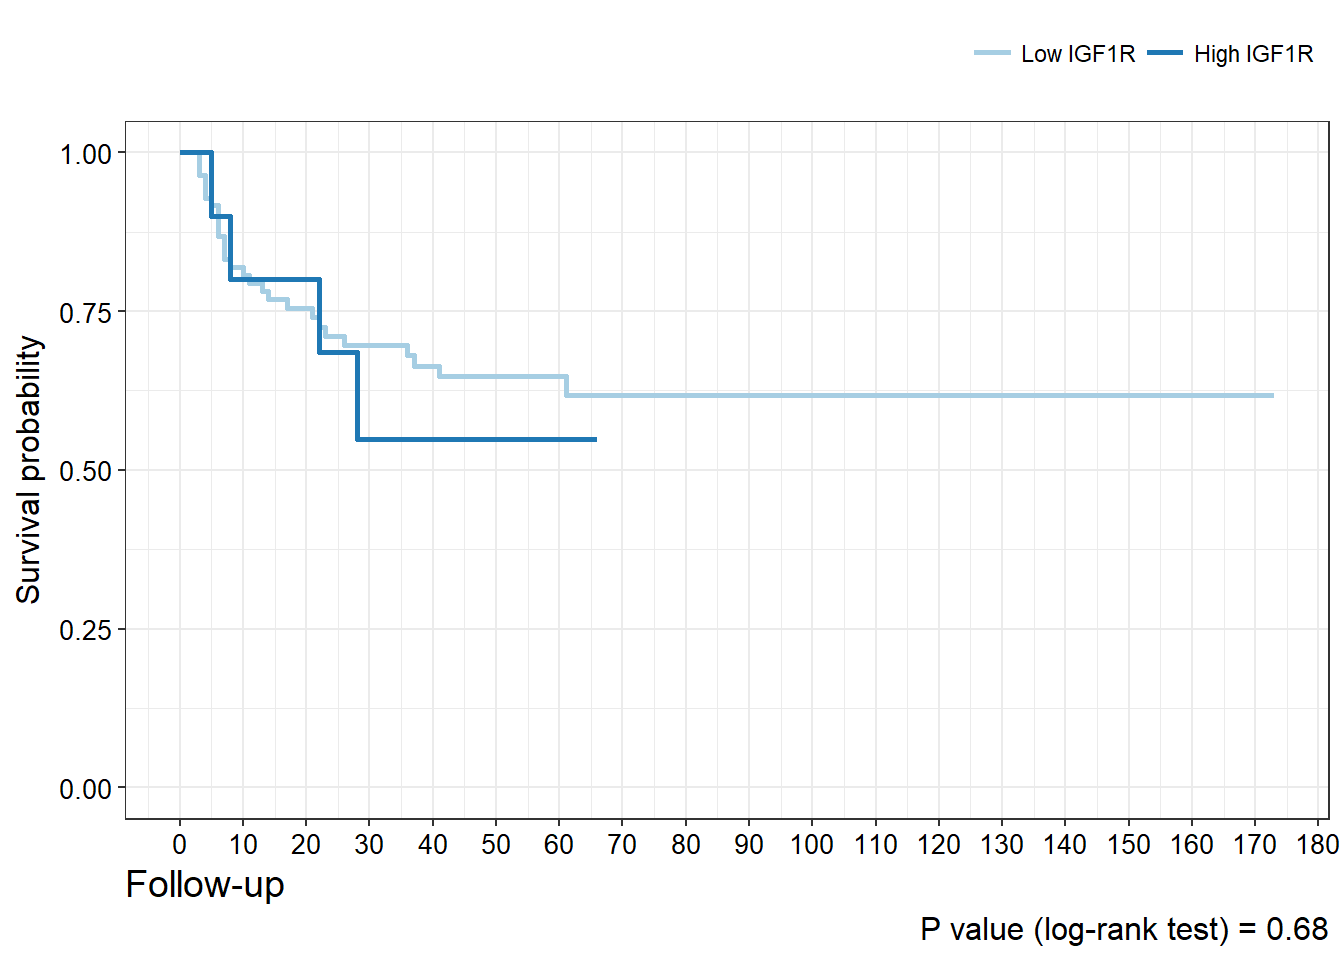 Low IGF1R High IGF1R
Survival probability
1.00
0.75
0.50
0.25
0.00
0 10 20 30 40 50 60 70 80 90 100 110 120 130 140 150 160 170 180
Follow-up
P value (log-rank test) = 0.68